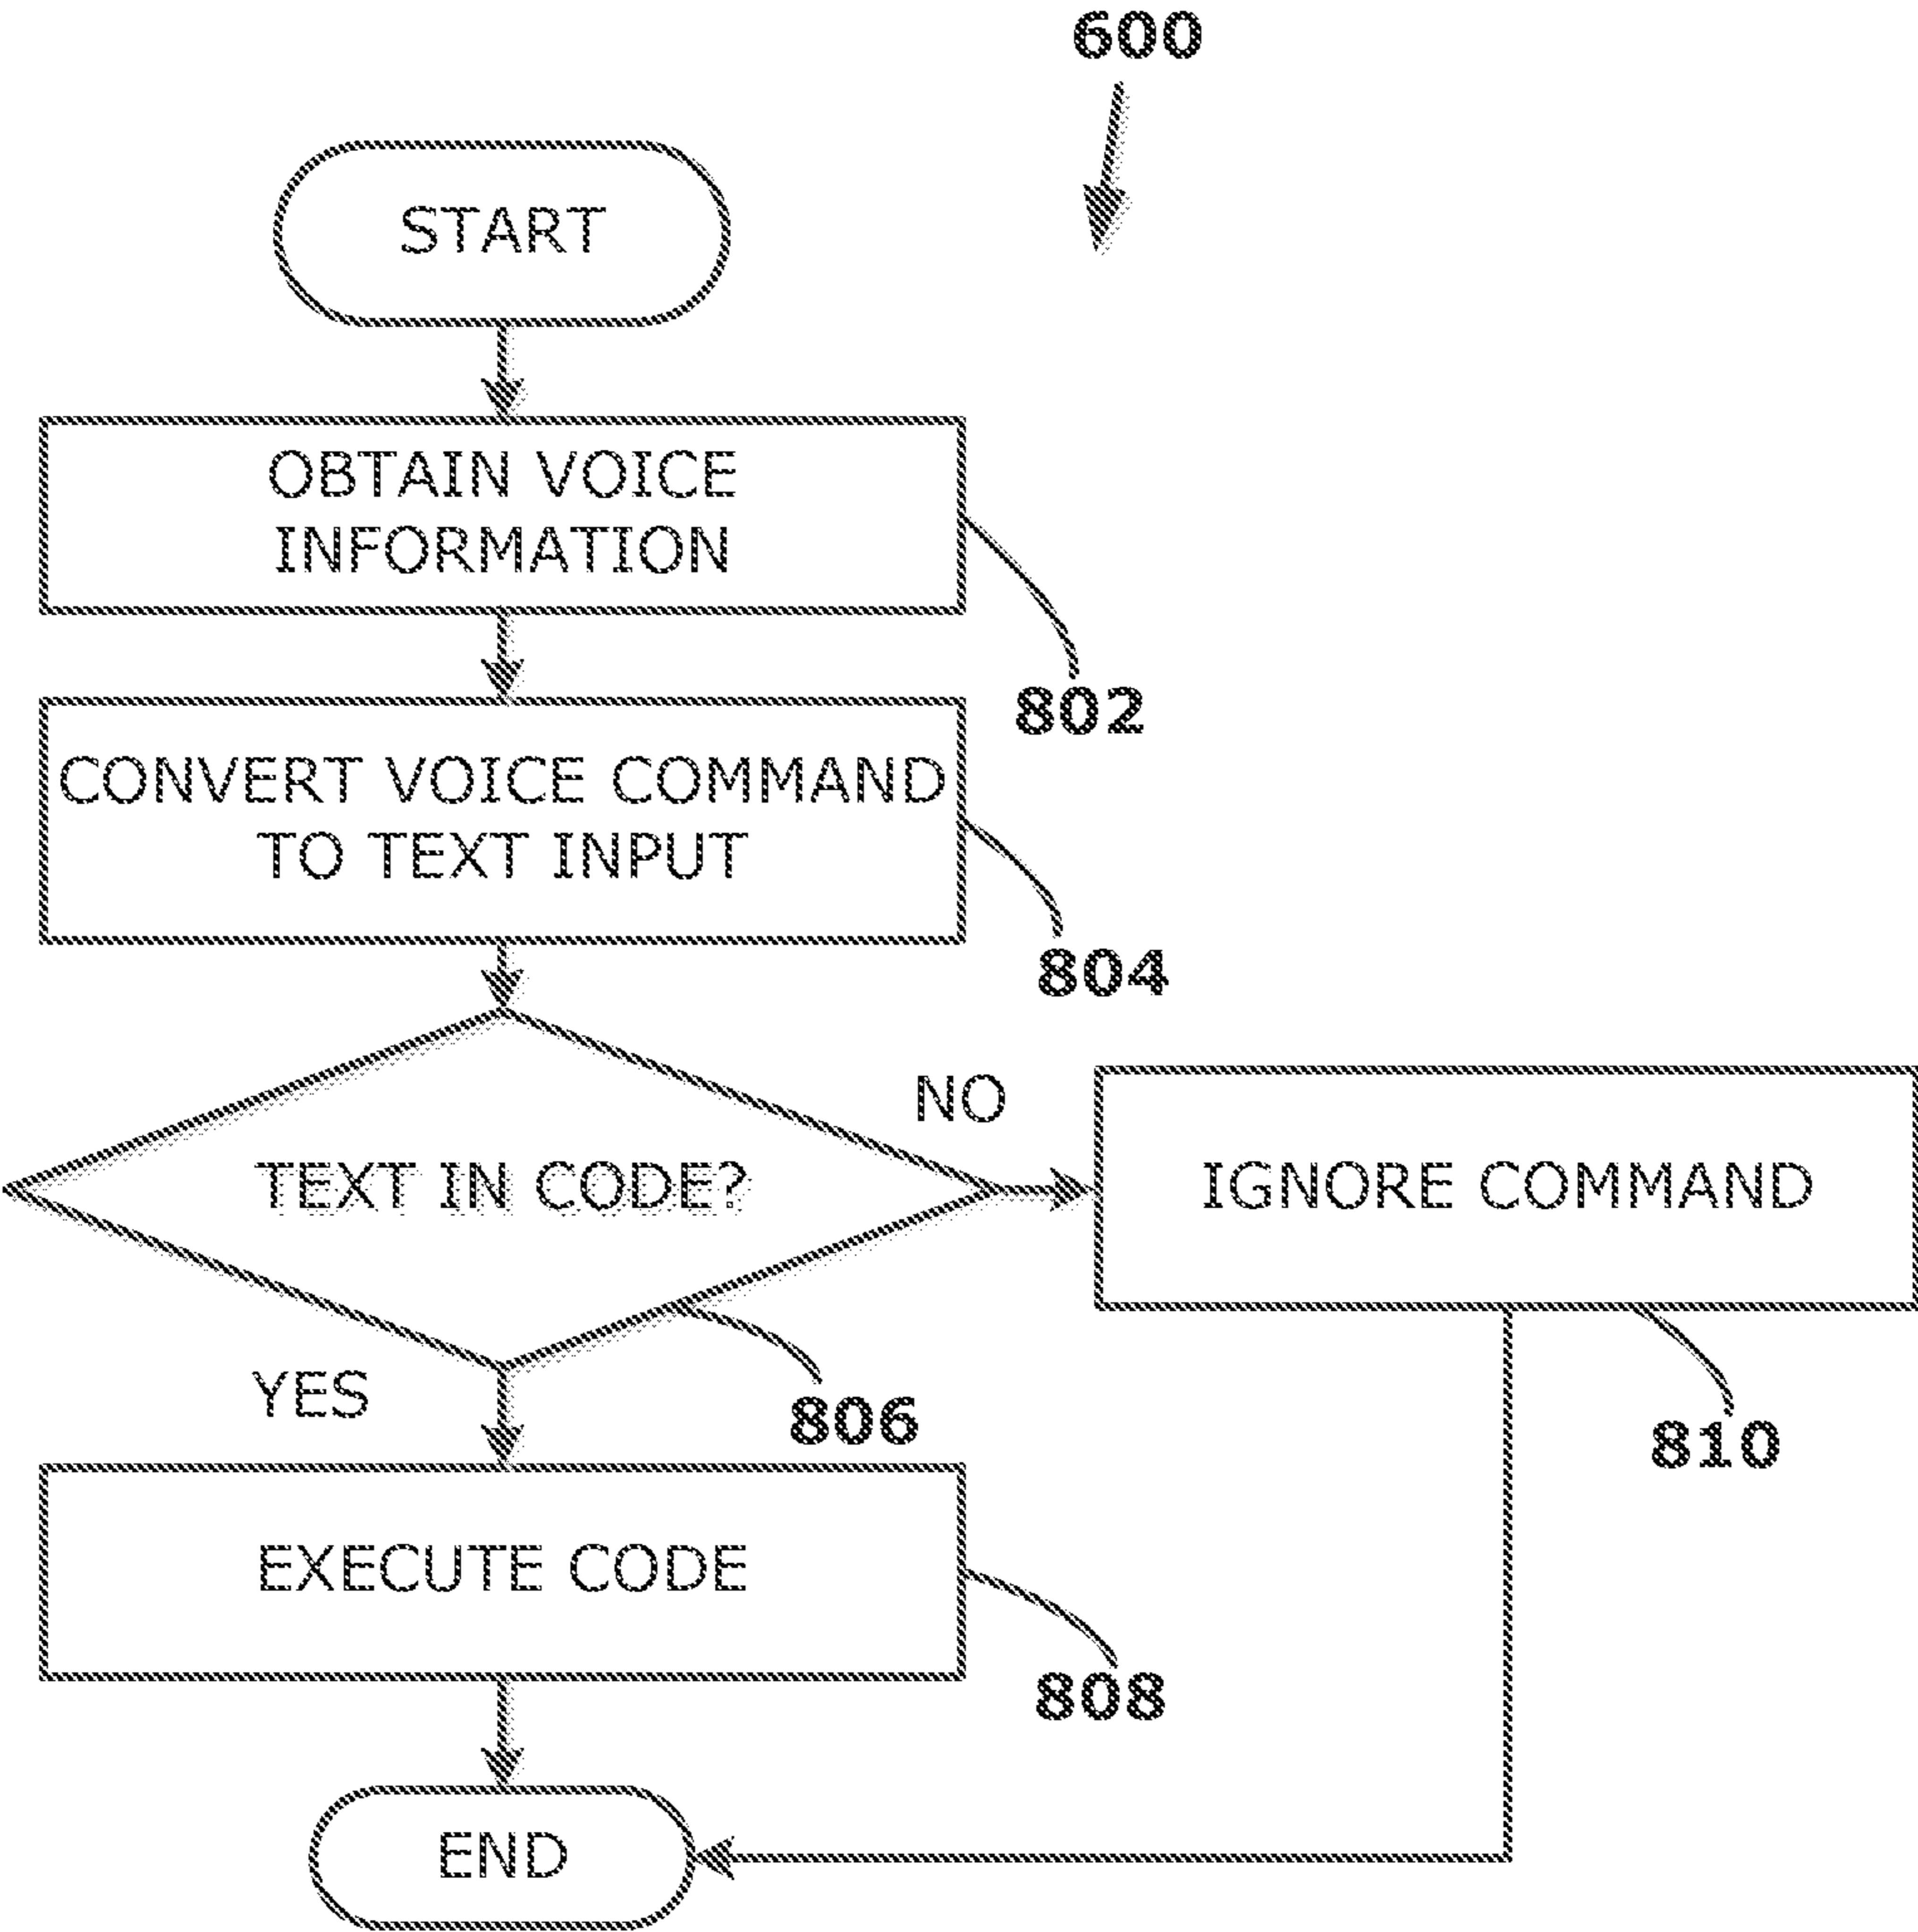 600
START
OBTAIN VOICE
INFORMATION
802
CONVERT VOICE COMMAND
TO TEXT INPUT
804
NO
TEXT IN CODE?
IGNORE COMMAND
YES
806
810
EXECUTE CODE
808
END